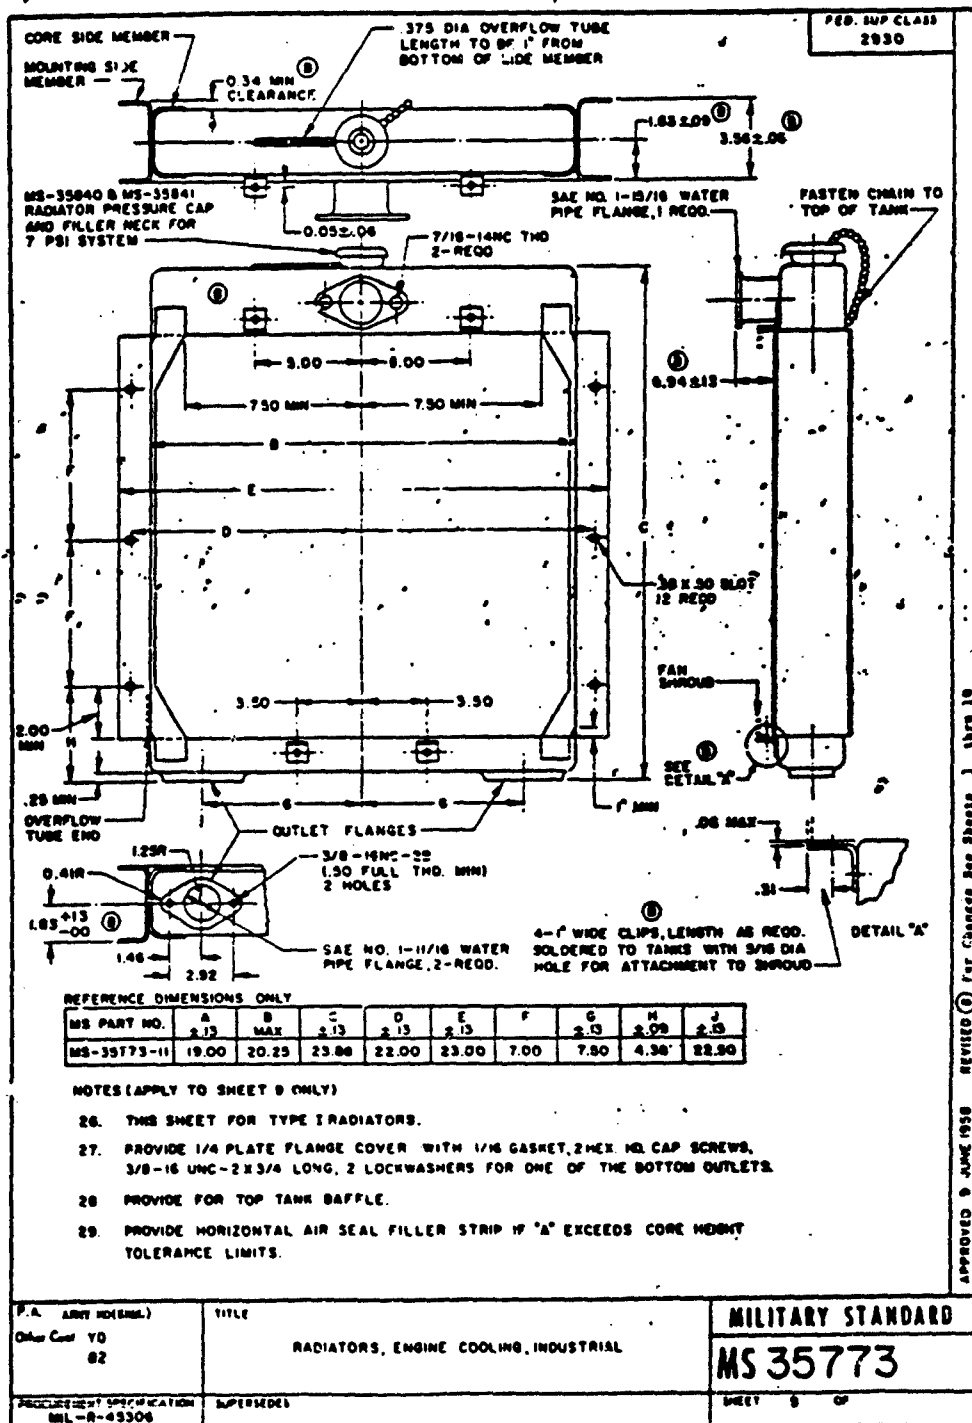 FED. SUP CLASS
2930
CORE SIDE MEMBER
MOUNTING SIDE
MEMBER
0.34 MIN
CLEARANCE
B
.375 DIA OVERFLOW TUBE
LENGTH TO BE 1" FROM
BOTTOM OF SIDE MEMBER
1.63±.09
B
3.56±.06
B
MS-35840 & MS-35841
RADIATOR PRESSURE CAP
AND FILLER NECK FOR
7 PSI SYSTEM
0.05±.06
7/16-14NC THD
2-REQD
SAE NO. 1-15/16 WATER
PIPE FLANGE, 1 REQD.
FASTEN CHAIN TO
TOP OF TANK
B
6.00
7.50 MIN
7.50 MIN
B
E
D
C
F
F
H
B
6.94±.13
.38 X .50 SLOT
12 REQD
FAN
SHROUD
3.50
3.50
2.00
MIN
.25 MIN
OVERFLOW
TUBE END
G
G
1" MIN
B
SEE
DETAIL "A"
OUTLET FLANGES
1.25R
0.41R
1.83 +13 -00
B
3/8-16NC-2B
(.50 FULL THD. MIN)
2 HOLES
1.46
2.92
SAE NO. 1-11/16 WATER
PIPE FLANGE, 2-REQD.
.06 MAX
.31
B
4-1" WIDE CLIPS, LENGTH AS REQD.
SOLDERED TO TANKS WITH 5/16 DIA
HOLE FOR ATTACHMENT TO SHROUD
DETAIL "A"
REFERENCE DIMENSIONS ONLY
MS PART NO. A ±.13 B MAX C ±.13 D ±.13 E ±.13 F G ±.13 H ±.09 J ±.13
MS-35773-11 19.00 20.25 23.88 22.00 23.00 7.00 7.50 4.38 22.50
NOTES (APPLY TO SHEET 9 ONLY)
26. THIS SHEET FOR TYPE I RADIATORS.
27. PROVIDE 1/4 PLATE FLANGE COVER WITH 1/16 GASKET, 2 HEX. HD. CAP SCREWS,
3/8-16 UNC-2 X 3/4 LONG, 2 LOCKWASHERS FOR ONE OF THE BOTTOM OUTLETS.
28 PROVIDE FOR TOP TANK BAFFLE.
29. PROVIDE HORIZONTAL AIR SEAL FILLER STRIP IF "A" EXCEEDS CORE HEIGHT
TOLERANCE LIMITS.
APPROVED 9 JUNE 1958 REVISED B For Changes See Sheets 1 thru 10
P.A.
Other Cust YD
82
TITLE
RADIATORS, ENGINE COOLING, INDUSTRIAL
MILITARY STANDARD
MS 35773
PROCUREMENT SPECIFICATION
MIL-R-45306
SUPERSEDES
SHEET 9 OF